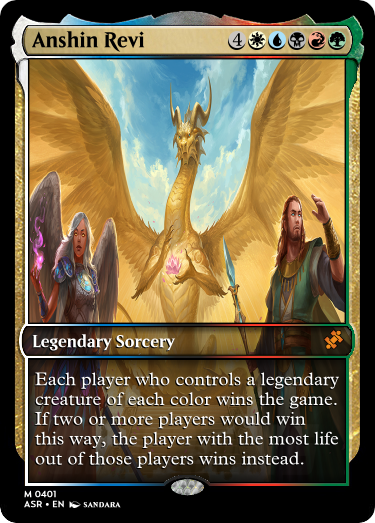 Anshin Revi 4
Legendary Sorcery
Each player who controls a legendary
creature of each color wins the game.
If two or more players would win
this way, the player with the most life
out of those players wins instead.
M 0401
ASR • EN SANDARA